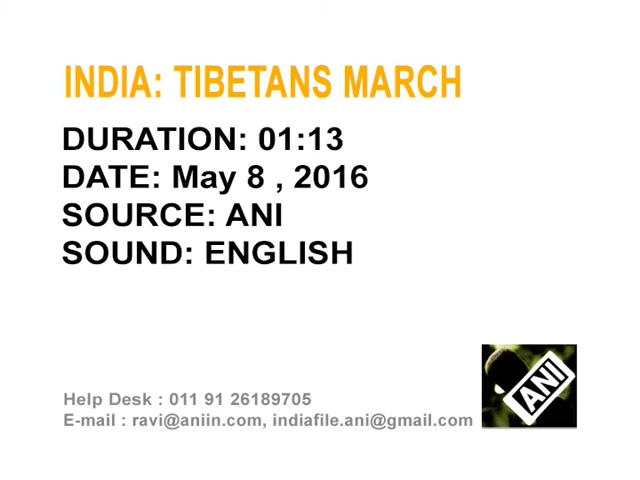 INDIA: TIBETANS MARCH
DURATION: 01:13
DATE: May 8 , 2016
SOURCE: ANI
SOUND: ENGLISH
Help Desk : 011 91 26189705
E-mail : ravi@aniin.com, indiafile.ani@gmail.com
ANI